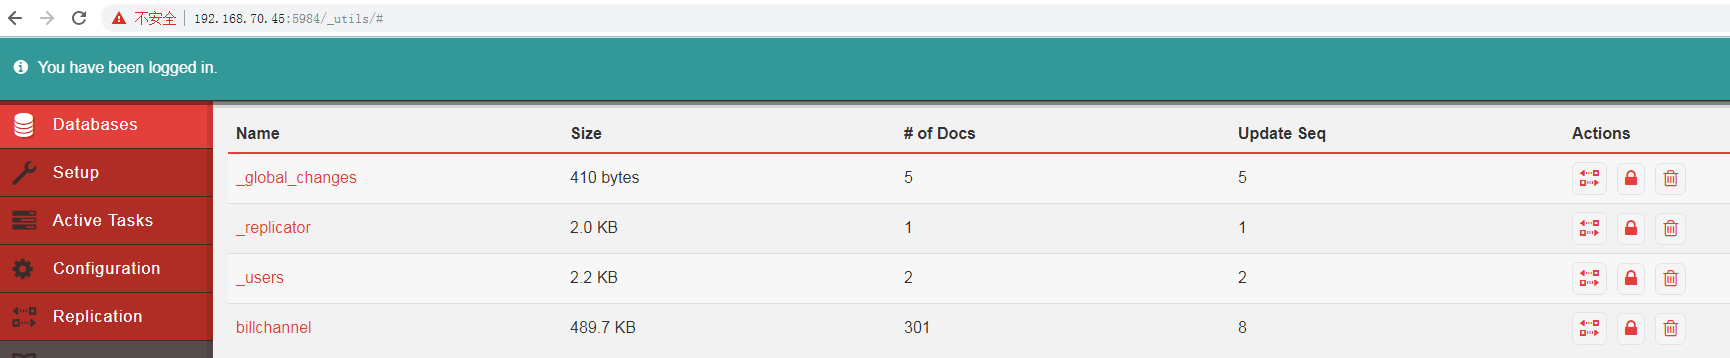 不安全 192.168.70.45:5984/_utils/#
You have been logged in.
Databases
Setup
Active Tasks
Configuration
Replication
Name Size # of Docs Update Seq Actions
_global_changes 410 bytes 5 5
_replicator 2.0 KB 1 1
_users 2.2 KB 2 2
billchannel 489.7 KB 301 8